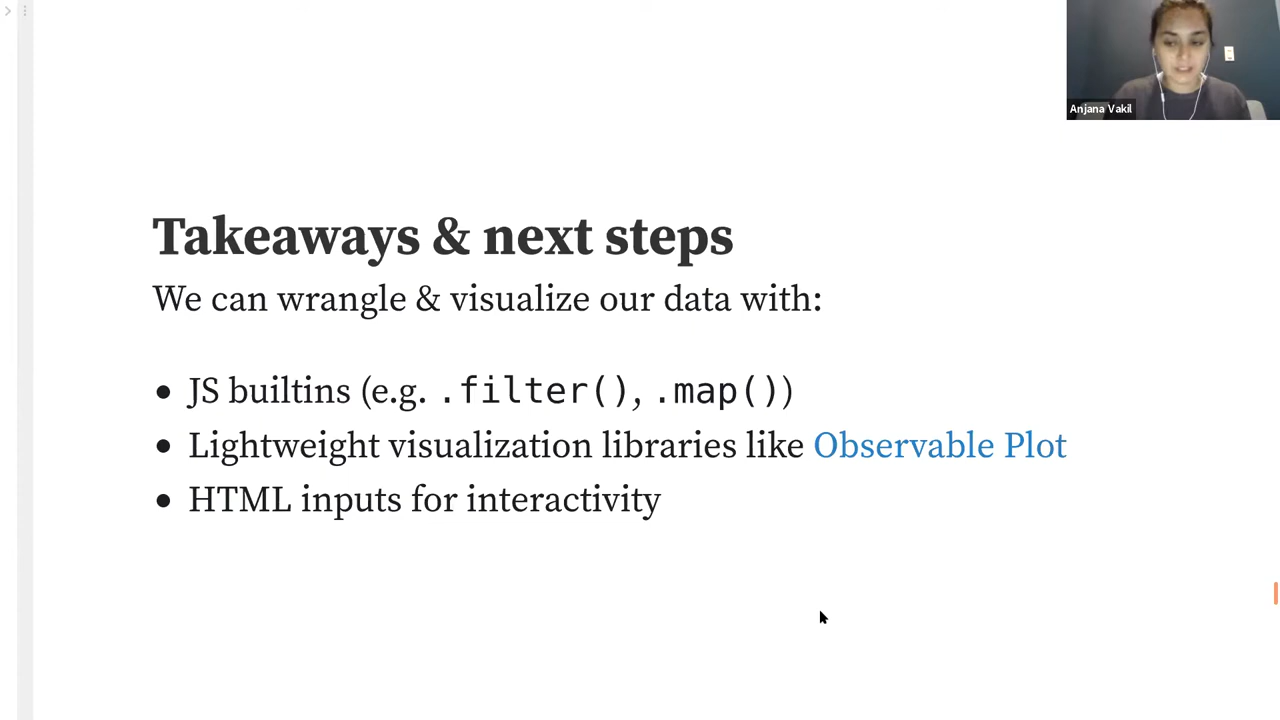 Anjana Vakil
Takeaways & next steps
We can wrangle & visualize our data with:
• JS builtins (e.g. .filter(), .map())
• Lightweight visualization libraries like Observable Plot
• HTML inputs for interactivity